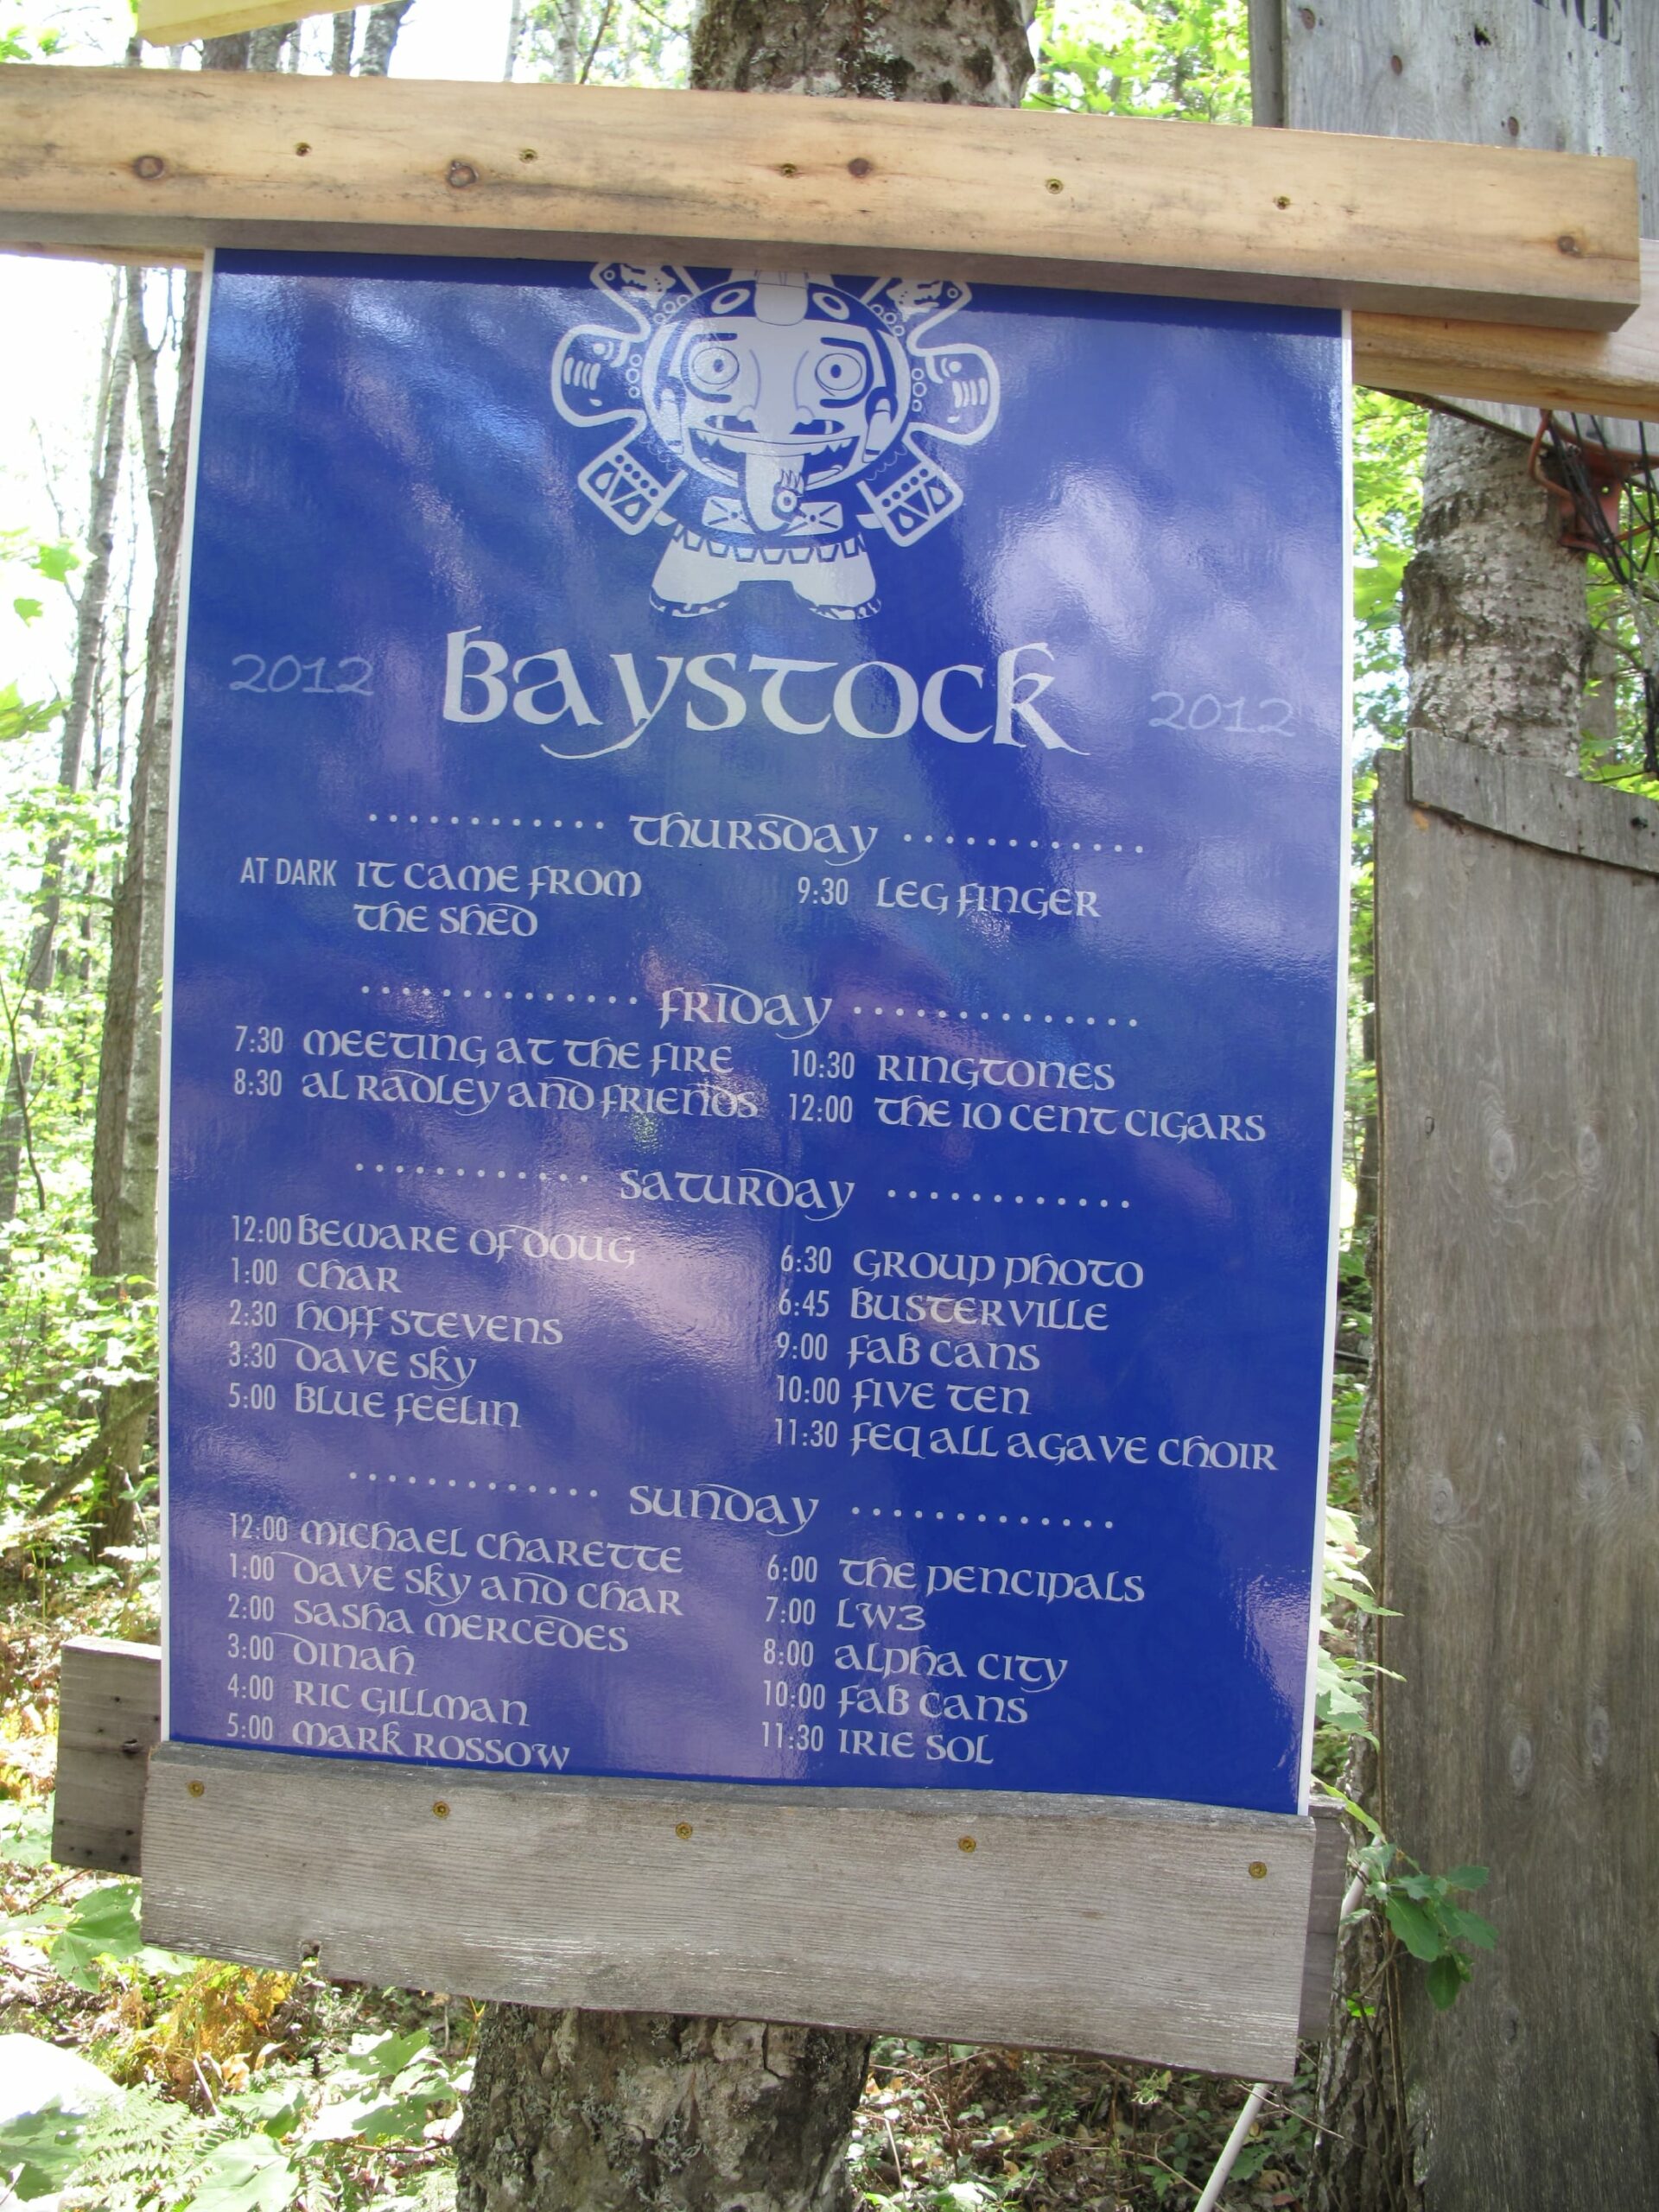 2012 BAYSTOCK 2012
THURSDAY
AT DARK IT CAME FROM
THE SHED
9:30 LEG FINGER
FRIDAY
7:30 MEETING AT THE FIRE
8:30 AL RADLEY AND FRIENDS
10:30 RINGTONES
12:00 THE 10 CENT CIGARS
SATURDAY
12:00 BEWARE OF DOUG
1:00 CHAR
2:30 HOFF STEVENS
3:30 DAVE SKY
5:00 BLUE FEELIN
6:30 GROUP PHOTO
6:45 BUSTERVILLE
9:00 FAB CANS
10:00 FIVE TEN
11:30 FEQ ALL AGAVE CHOIR
SUNDAY
12:00 MICHAEL CHARETTE
1:00 DAVE SKY AND CHAR
2:00 SASHA MERCEDES
3:00 DINAH
4:00 RIC GILLMAN
5:00 MARK ROSSOW
6:00 THE PENCIPALS
7:00 LW3
8:00 ALPHA CITY
10:00 FAB CANS
11:30 IRIE SOL